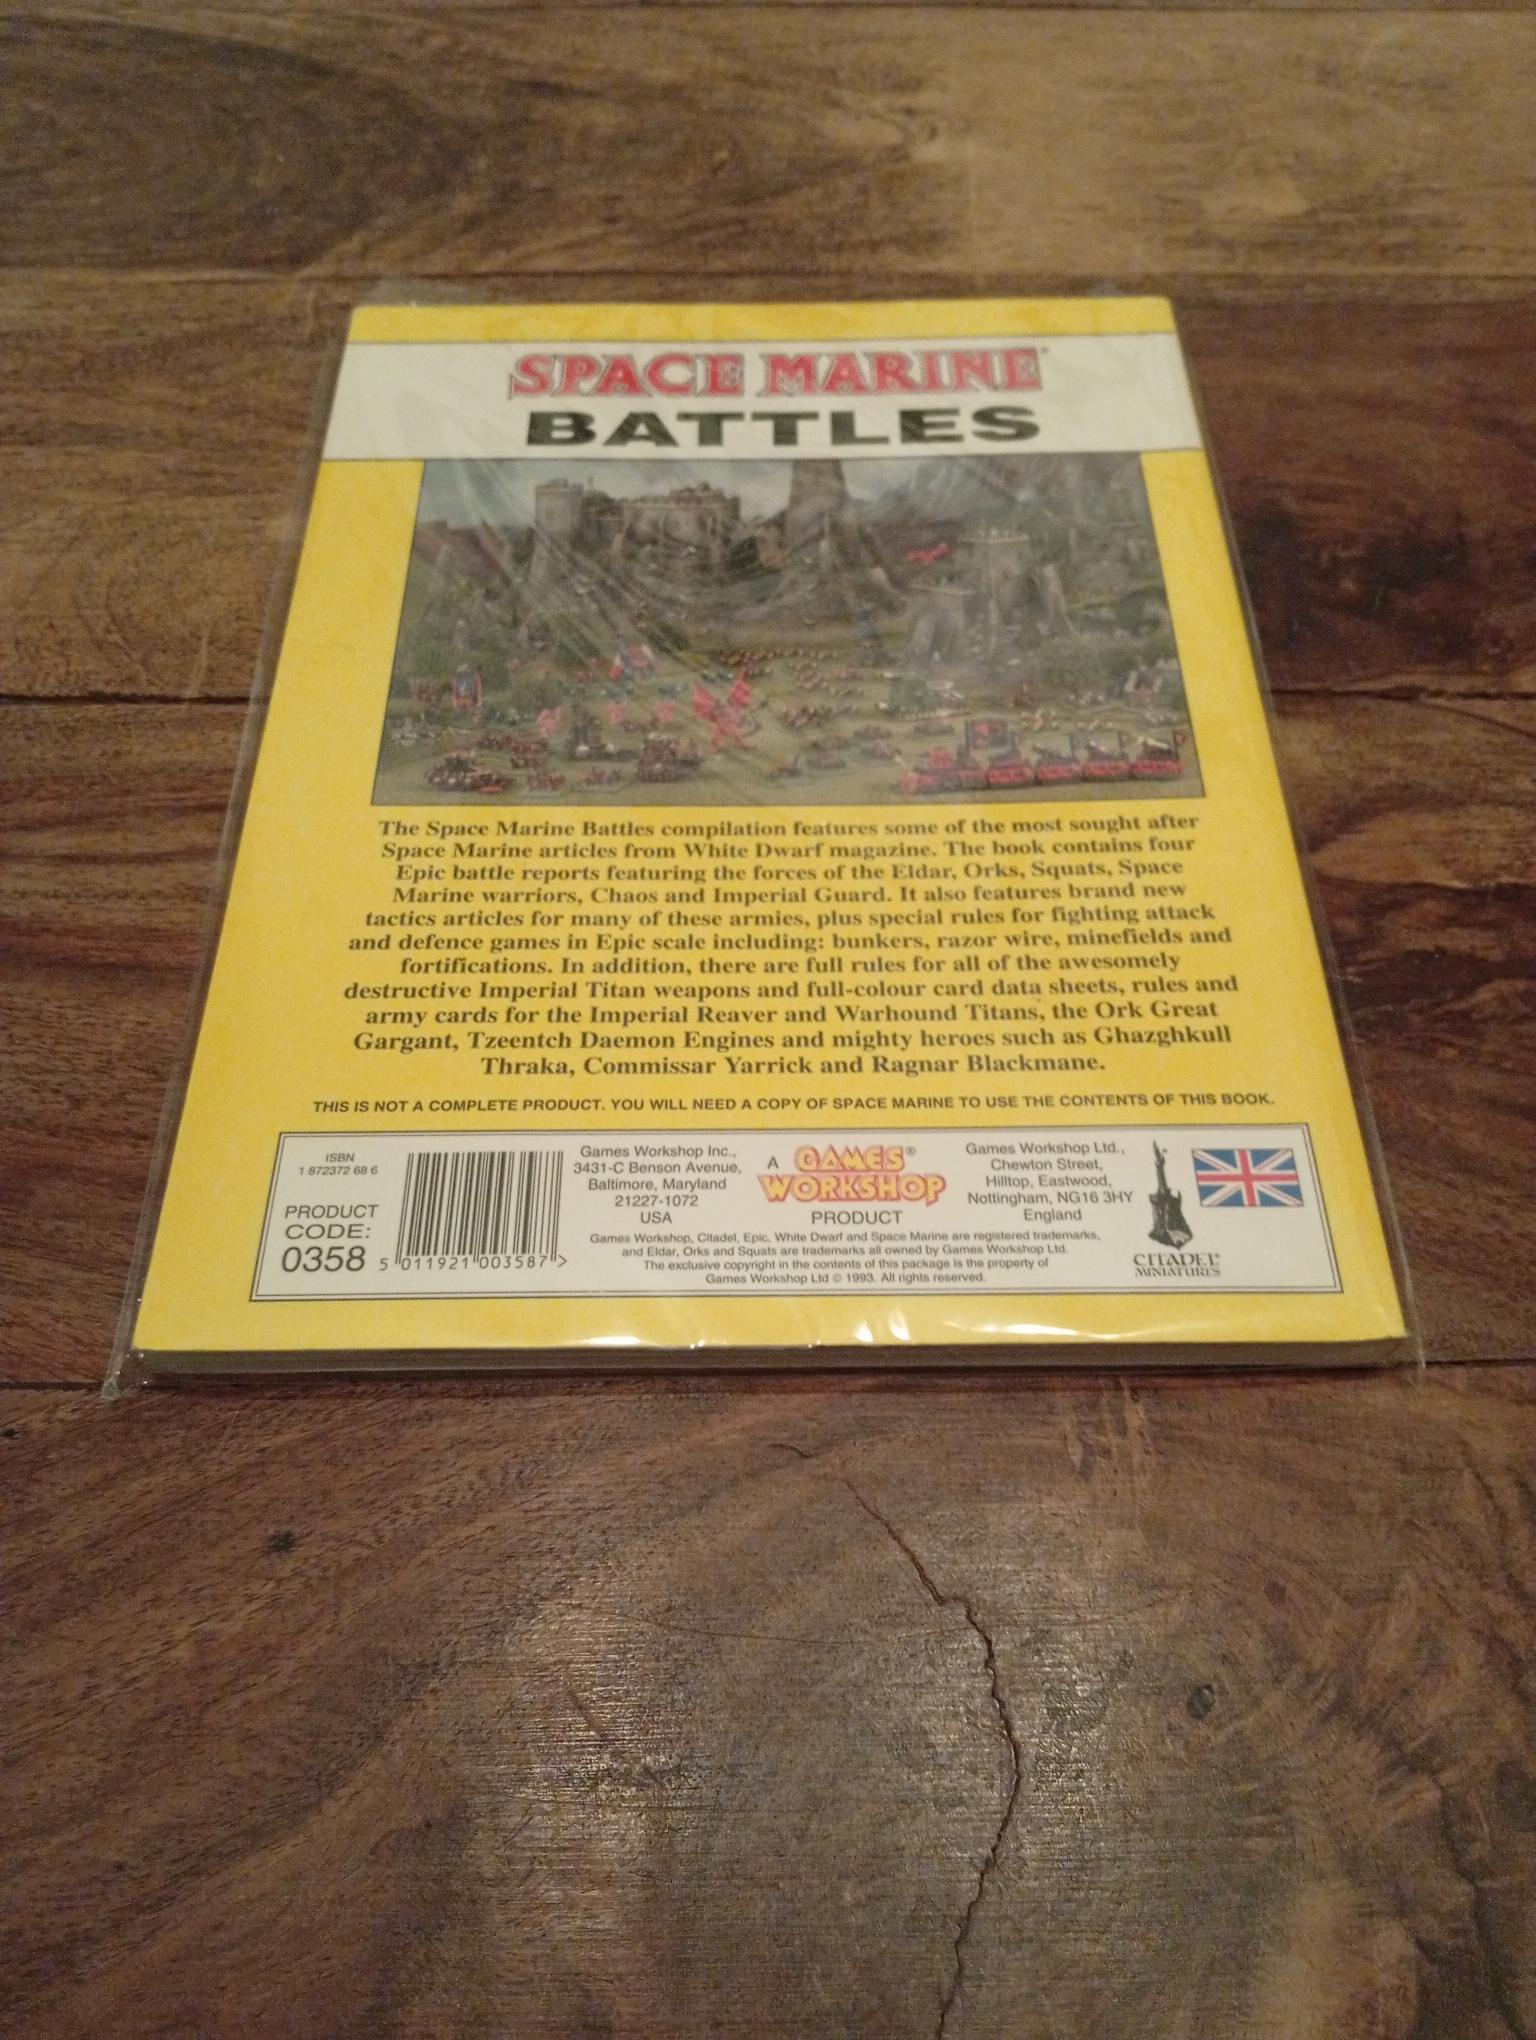 SPACE MARINE
BATTLES
The Space Marine Battles compilation features some of the most sought after
Space Marine articles from White Dwarf magazine. The book contains four
Epic battle reports featuring the forces of the Eldar, Orks, Squats, Space
Marine warriors, Chaos and Imperial Guard. It also features brand new
tactics articles for many of these armies, plus special rules for fighting attack
and defence games in Epic scale including: bunkers, razor wire, minefields and
fortifications. In addition, there are full rules for all of the awesomely
destructive Imperial Titan weapons and full-colour card data sheets, rules and
army cards for the Imperial Reaver and Warhound Titans, the Ork Great
Gargant, Tzeentch Daemon Engines and mighty heroes such as Ghazghkull
Thraka, Commissar Yarrick and Ragnar Blackmane.
THIS IS NOT A COMPLETE PRODUCT. YOU WILL NEED A COPY OF SPACE MARINE TO USE THE CONTENTS OF THIS BOOK.
ISBN
1 872372 68 6
PRODUCT
CODE:
0358
5 011921 003587 >
Games Workshop Inc.,
3431-C Benson Avenue,
Baltimore, Maryland
21227-1072
USA
A GAMES®
WORKSHOP
PRODUCT
Games Workshop Ltd.,
Chewton Street,
Hilltop, Eastwood,
Nottingham, NG16 3HY
England
Games Workshop, Citadel, Epic, White Dwarf and Space Marine are registered trademarks,
and Eldar, Orks and Squats are trademarks all owned by Games Workshop Ltd.
The exclusive copyright in the contents of this package is the property of
Games Workshop Ltd © 1993. All rights reserved.
CITADEL
MINIATURES